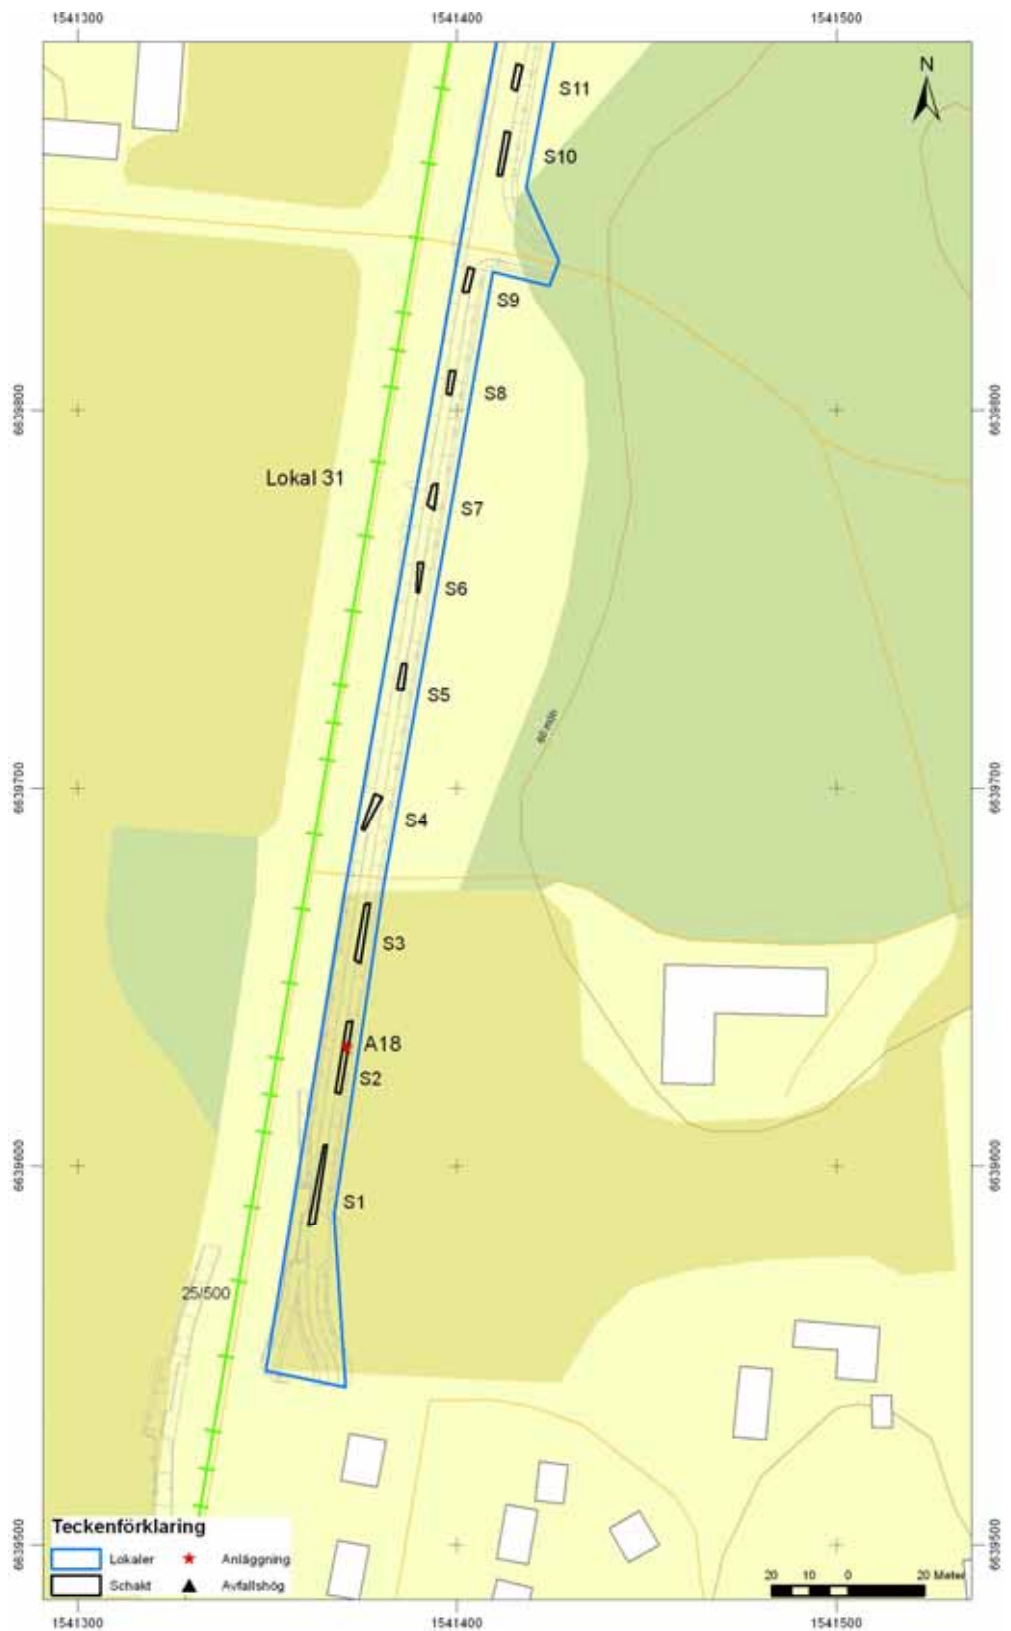 1541300 1541400 1541500
N
S11
S10
S9
S8
6639800 6639800
Lokal 31
S7
S6
S5
60 möh
6639700 6639700
S4
S3
A18
S2
6639600 6639600
S1
25/500
6639500 6639500
Teckenförklaring
Lokaler Anläggning
Schakt Avfallshög
20 10 0 20 Meter
1541300 1541400 1541500